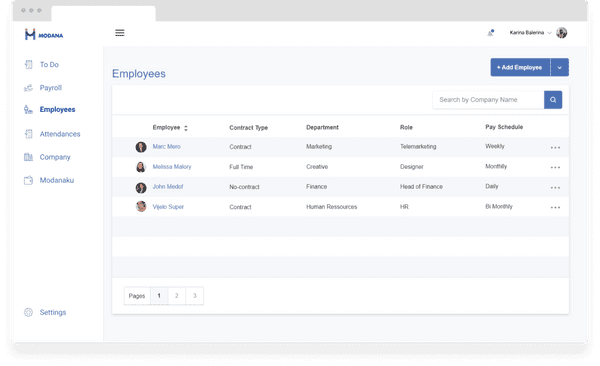 MODANA
Karina Balerina
To Do
Payroll
Employees
Attendances
Company
Modanaku
Settings
Employees
+ Add Employee
Search by Company Name
Employee Contract Type Department Role Pay Schedule
Marc Mero Contract Marketing Telemarketing Weekly
Melissa Malory Full Time Creative Designer Monthlly
John Medof No-contract Finance Head of Finance Daily
Vijelo Super Contract Human Ressources HR Bi Monthly
Pages 1 2 3